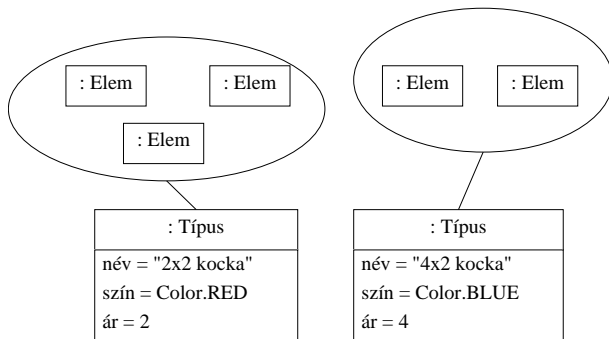 : Elem
: Elem
: Elem
: Elem
: Elem
: Típus
név = "2x2 kocka"
szín = Color.RED
ár = 2
: Típus
név = "4x2 kocka"
szín = Color.BLUE
ár = 4